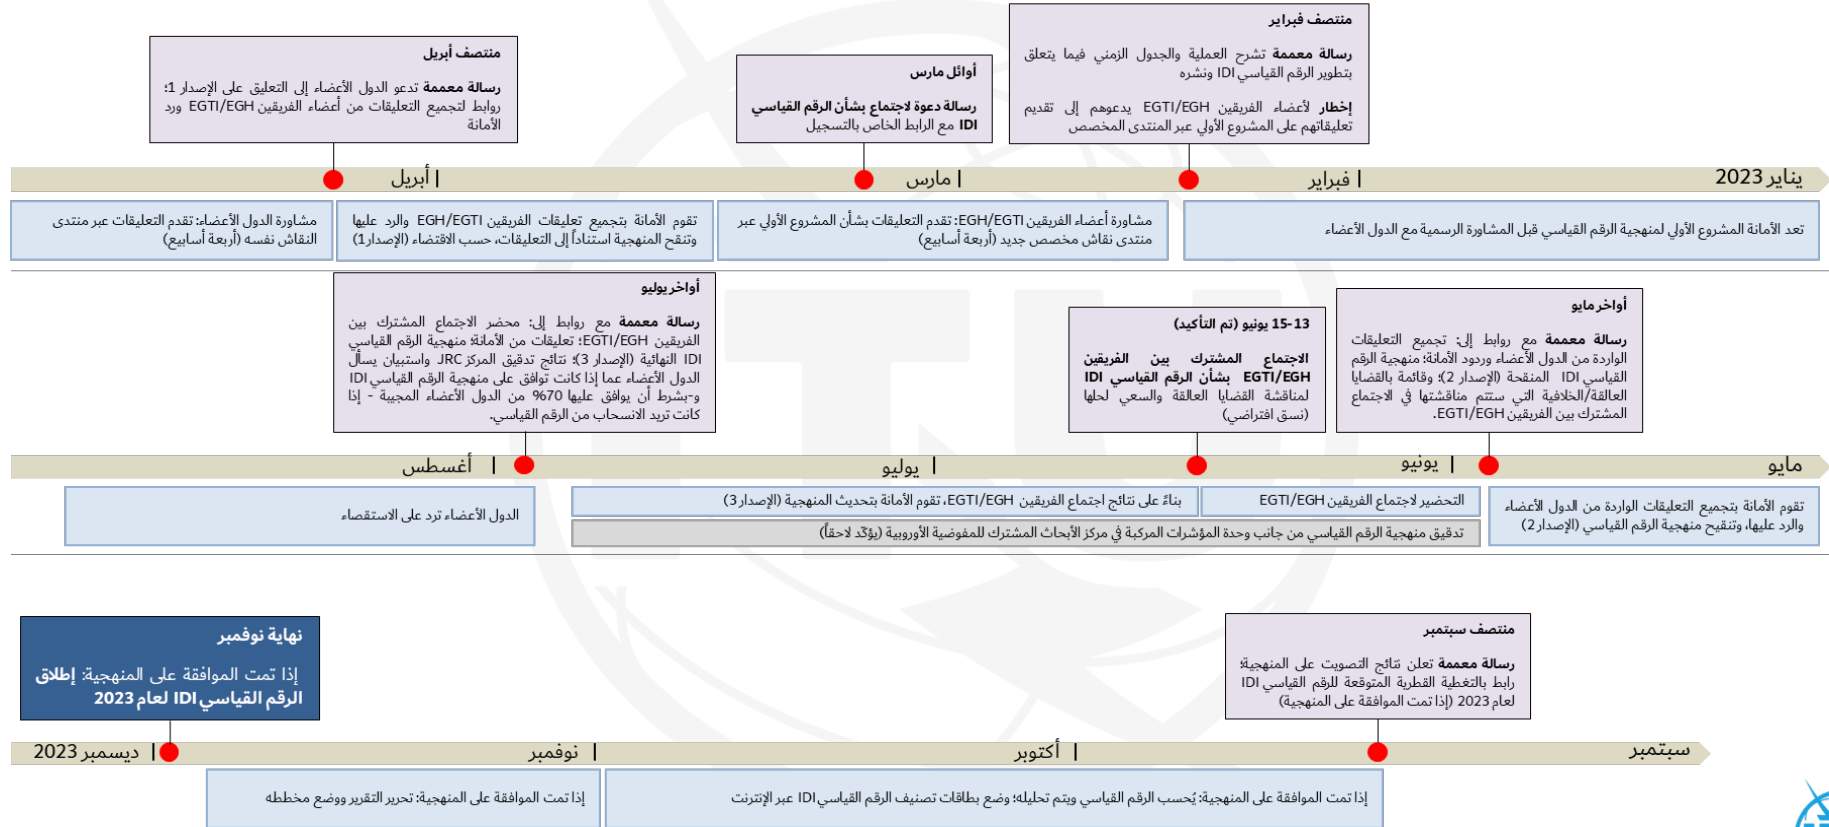 منتصف فبراير
رسالة معممة تشرح العملية والجدول الزمني فيما يتعلق
بتطوير الرقم القياسي IDI ونشره
إخطار لأعضاء الفريقين EGTI/EGH يدعوهم إلى تقديم
تعليقاتهم على المشروع الأولي عبر المنتدى المخصص
أوائل مارس
رسالة دعوة لاجتماع بشأن الرقم القياسي
IDI مع الرابط الخاص بالتسجيل
منتصف أبريل
رسالة معممة تدعو الدول الأعضاء إلى التعليق على الإصدار 1؛
روابط لتجميع التعليقات من أعضاء الفريقين EGTI/EGH ورد
الأمانة
يناير 2023
فبراير
مارس
أبريل
تعد الأمانة المشروع الأولي لمنهجية الرقم القياسي قبل المشاورة الرسمية مع الدول الأعضاء
مشاورة أعضاء الفريقين EGH/EGTI: تقدم التعليقات بشأن المشروع الأولي عبر
منتدى نقاش مخصص جديد (أربعة أسابيع)
تقوم الأمانة بتجميع تعليقات الفريقين EGH/EGTI والرد عليها
وتنقح المنهجية استناداً إلى التعليقات، حسب الاقتضاء (الإصدار 1)
مشاورة الدول الأعضاء: تقدم التعليقات عبر منتدى
النقاش نفسه (أربعة أسابيع)
أواخر مايو
رسالة معممة مع روابط إلى: تجميع التعليقات
الواردة من الدول الأعضاء وردود الأمانة؛ منهجية الرقم
القياسي IDI المنقحة (الإصدار 2)؛ وقائمة بالقضايا
العالقة/الخلافية التي ستتم مناقشتها في الاجتماع
المشترك بين الفريقين EGTI/EGH.
13-15 يونيو (تم التأكيد)
الاجتماع المشترك بين الفريقين
EGTI/EGH بشأن الرقم القياسي IDI
لمناقشة القضايا العالقة والسعي لحلها
(نسق افتراضي)
أواخر يوليو
رسالة معممة مع روابط إلى: محضر الاجتماع المشترك بين
الفريقين EGTI/EGH؛ تعليقات من الأمانة؛ منهجية الرقم القياسي
IDI النهائية (الإصدار 3)؛ نتائج تدقيق المركز JRC واستبيان يسأل
الدول الأعضاء عما إذا كانت توافق على منهجية الرقم القياسي IDI
و-بشرط أن يوافق عليها 70% من الدول الأعضاء المجيبة - إذا
كانت تريد الانسحاب من الرقم القياسي.
مايو
يونيو
يوليو
أغسطس
تقوم الأمانة بتجميع التعليقات الواردة من الدول الأعضاء
والرد عليها، وتنقيح منهجية الرقم القياسي (الإصدار 2)
التحضير لاجتماع الفريقين EGTI/EGH
بناءً على نتائج اجتماع الفريقين EGTI/EGH، تقوم الأمانة بتحديث المنهجية (الإصدار 3)
تدقيق منهجية الرقم القياسي من جانب وحدة المؤشرات المركبة في مركز الأبحاث المشترك للمفوضية الأوروبية (يؤكّد لاحقاً)
الدول الأعضاء ترد على الاستقصاء
منتصف سبتمبر
رسالة معممة تعلن نتائج التصويت على المنهجية؛
رابط بالتغطية القطرية المتوقعة للرقم القياسي IDI
لعام 2023 (إذا تمت الموافقة على المنهجية)
نهاية نوفمبر
إذا تمت الموافقة على المنهجية: إطلاق
الرقم القياسي IDI لعام 2023
سبتمبر
أكتوبر
نوفمبر
ديسمبر 2023
إذا تمت الموافقة على المنهجية: يُحسب الرقم القياسي ويتم تحليله؛ وضع بطاقات تصنيف الرقم القياسي IDI عبر الإنترنت
إذا تمت الموافقة على المنهجية: تحرير التقرير ووضع مخططه
ITU